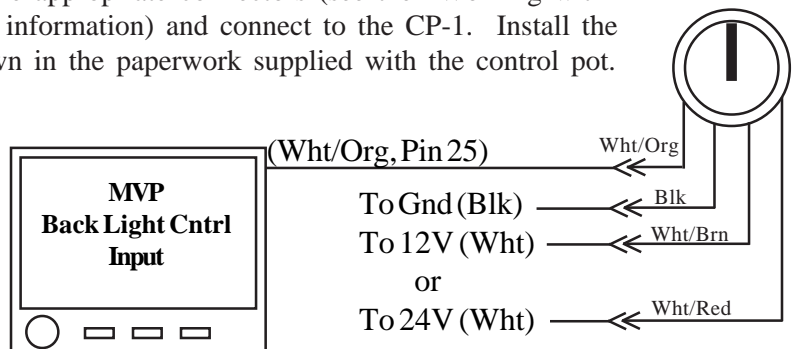 information) and connect to the CP-1. Install the
in the paperwork supplied with the control pot.
(Wht/Org, Pin 25)
Wht/Org
MVP
Back Light Cntrl
Input
To Gnd (Blk)
Blk
To 12V (Wht)
Wht/Brn
or
To 24V (Wht)
Wht/Red